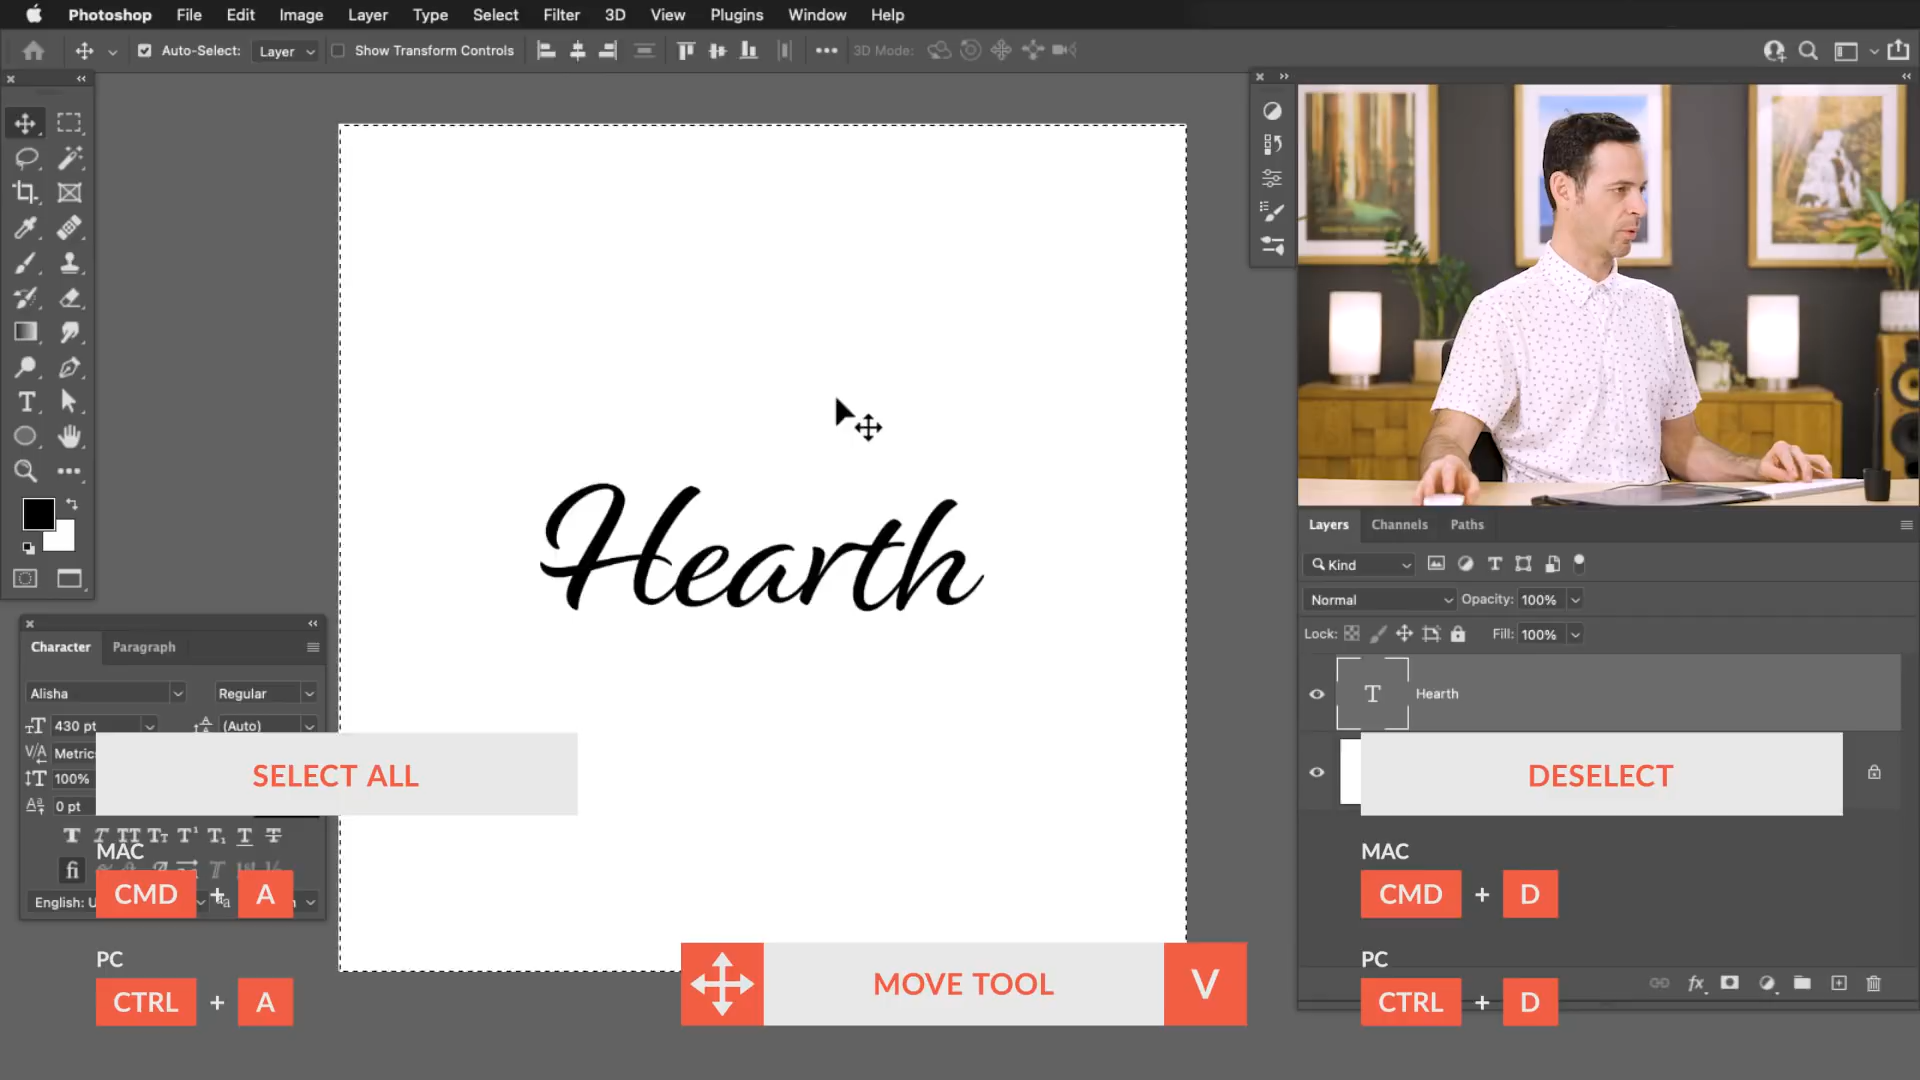 Photoshop File Edit Image Layer Type Select Filter 3D View Plugins Window Help
Auto-Select: Layer Show Transform Controls 3D Mode:
Hearth
Character Paragraph
Alisha Regular
430 pt (Auto)
Metric
100%
0 pt
English: U
SELECT ALL
MAC
CMD + A
PC
CTRL + A
MOVE TOOL V
Layers Channels Paths
Kind
Normal Opacity: 100%
Lock: Fill: 100%
T Hearth
DESELECT
MAC
CMD + D
PC
CTRL + D